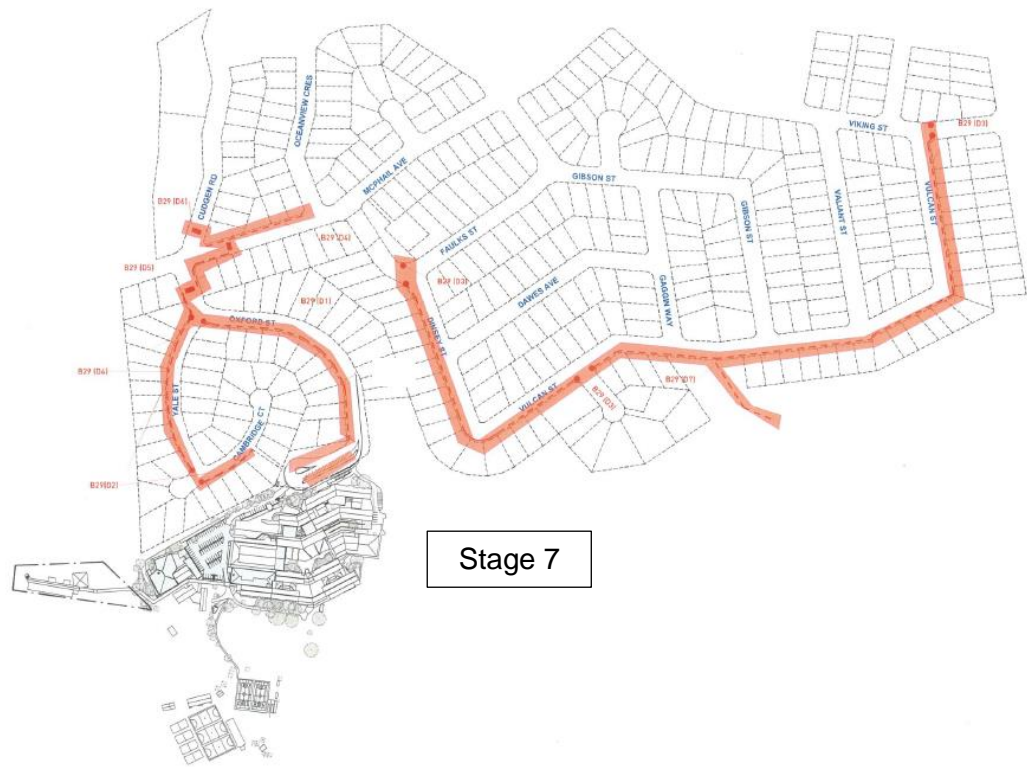 OCEANVIEW CRES
VIKING ST
B29 (D3)
MCPHAIL AVE
GIBSON ST
CUDGEN RD
B29 (D6)
VULCAN ST
VALIANT ST
GIBSON ST
B29 (D4)
FAULKS ST
B29 (D5)
B29 (D3)
DAWES AVE
GAGGIN WAY
B29 (D1)
OXFORD ST
DINSEY ST
B29 (D4)
YALE ST
B29 (D7)
VULCAN ST
B29 (D3)
CAMBRIDGE CT
B29(D2)
Stage 7